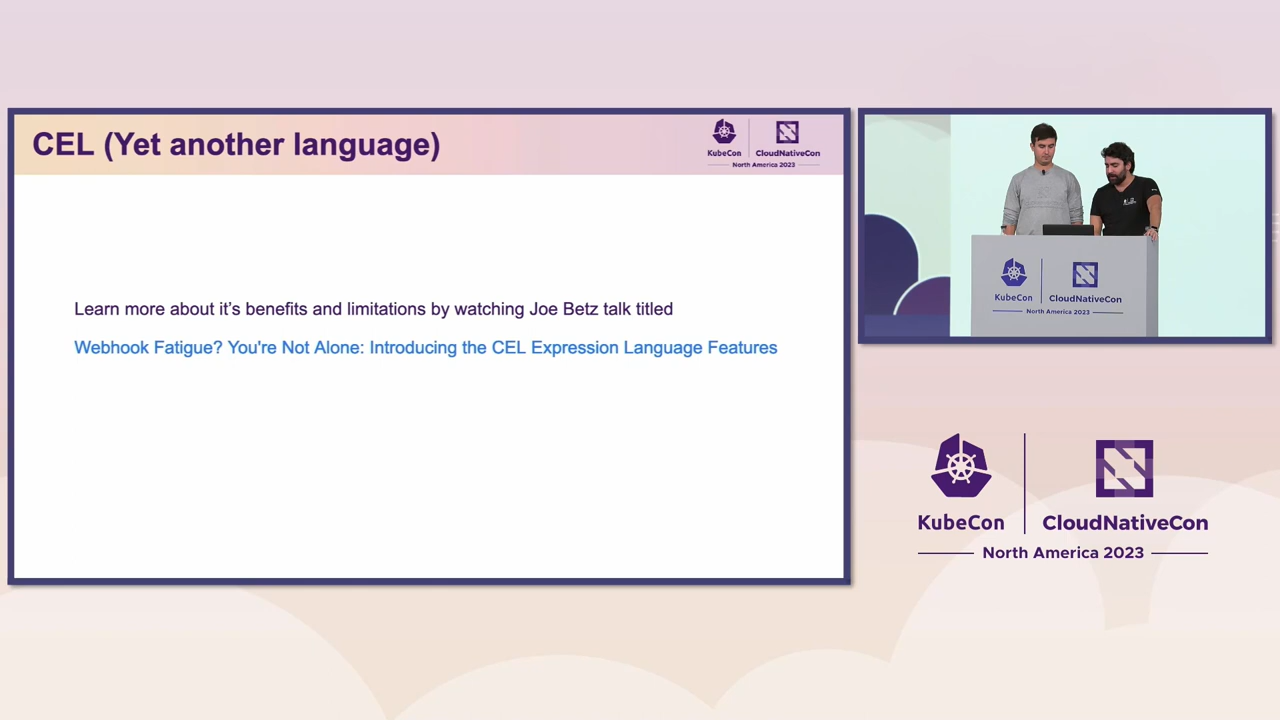 CEL (Yet another language)
KubeCon
CloudNativeCon
North America 2023
Learn more about it's benefits and limitations by watching Joe Betz talk titled
Webhook Fatigue? You're Not Alone: Introducing the CEL Expression Language Features
KubeCon
CloudNativeCon
North America 2023
KubeCon
CloudNativeCon
North America 2023